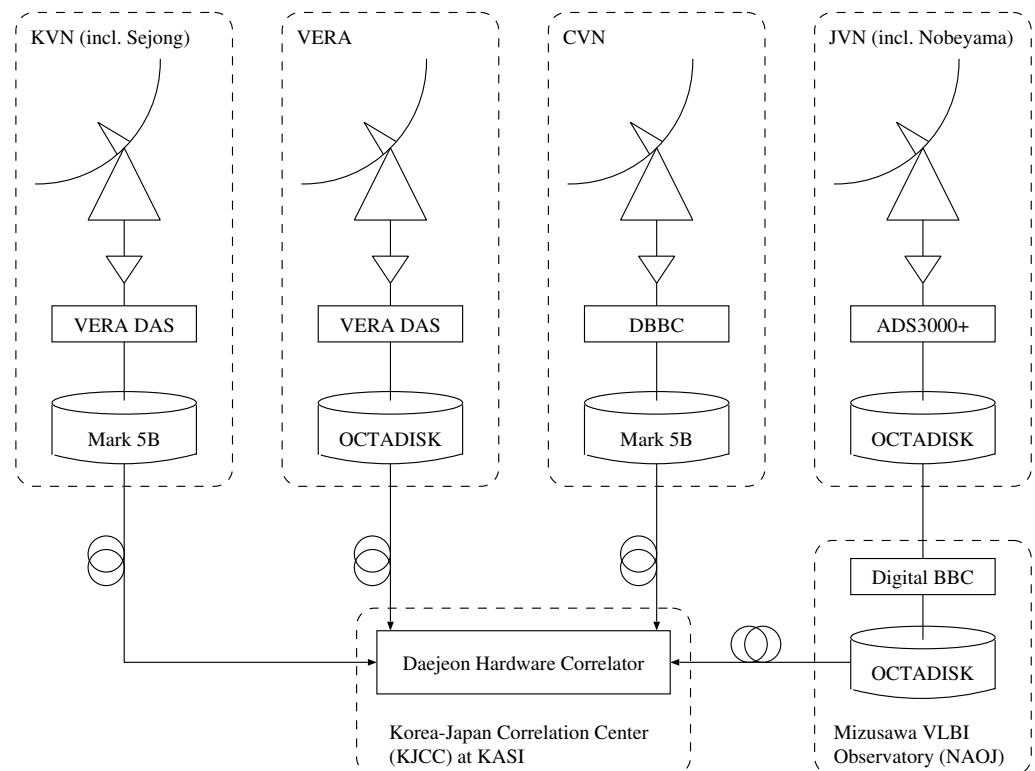 KVN (incl. Sejong)
VERA
CVN
JVN (incl. Nobeyama)
VERA DAS
VERA DAS
DBBC
ADS3000+
Mark 5B
OCTADISK
Mark 5B
OCTADISK
Digital BBC
Daejeon Hardware Correlator
OCTADISK
Korea-Japan Correlation Center
(KJCC) at KASI
Mizusawa VLBI
Observatory (NAOJ)